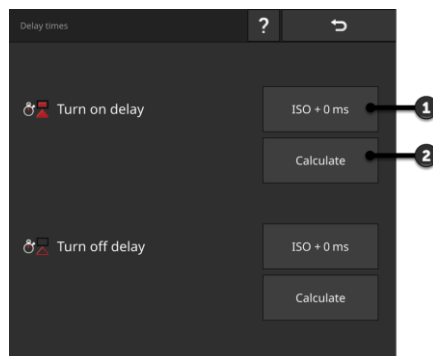 Delay times ?
Turn on delay ISO + 0 ms 1
Calculate 2
Turn off delay ISO + 0 ms
Calculate